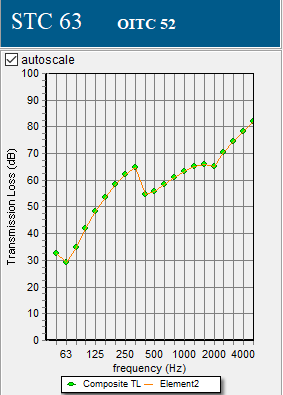 STC 63 OITC 52
autoscale
Transmission Loss (dB)
100
90
80
70
60
50
40
30
20
10
0
63 125 250 500 1000 2000 4000
frequency (Hz)
Composite TL Element2